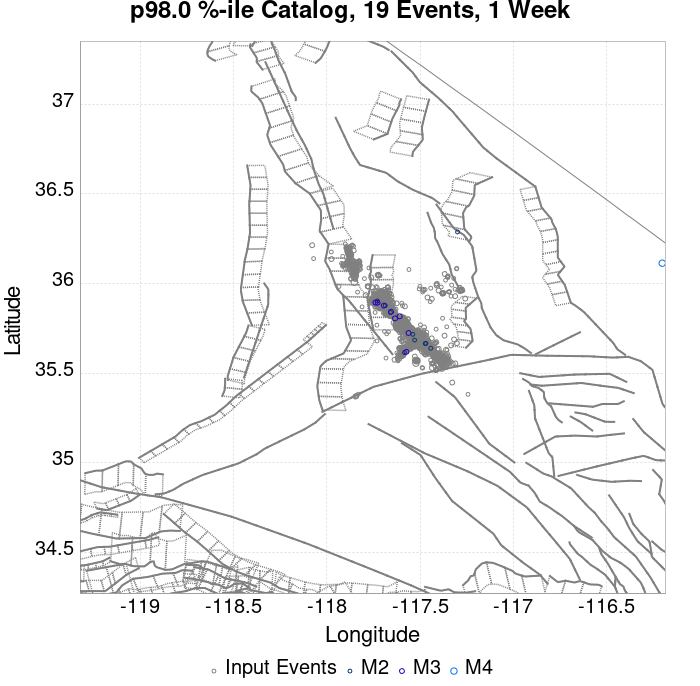 p98.0 %-ile Catalog, 19 Events, 1 Week
37
36.5
36
35.5
35
34.5
Latitude
-119
-118.5
-118
-117.5
-117
-116.5
Longitude
Input Events
M2
M3
M4